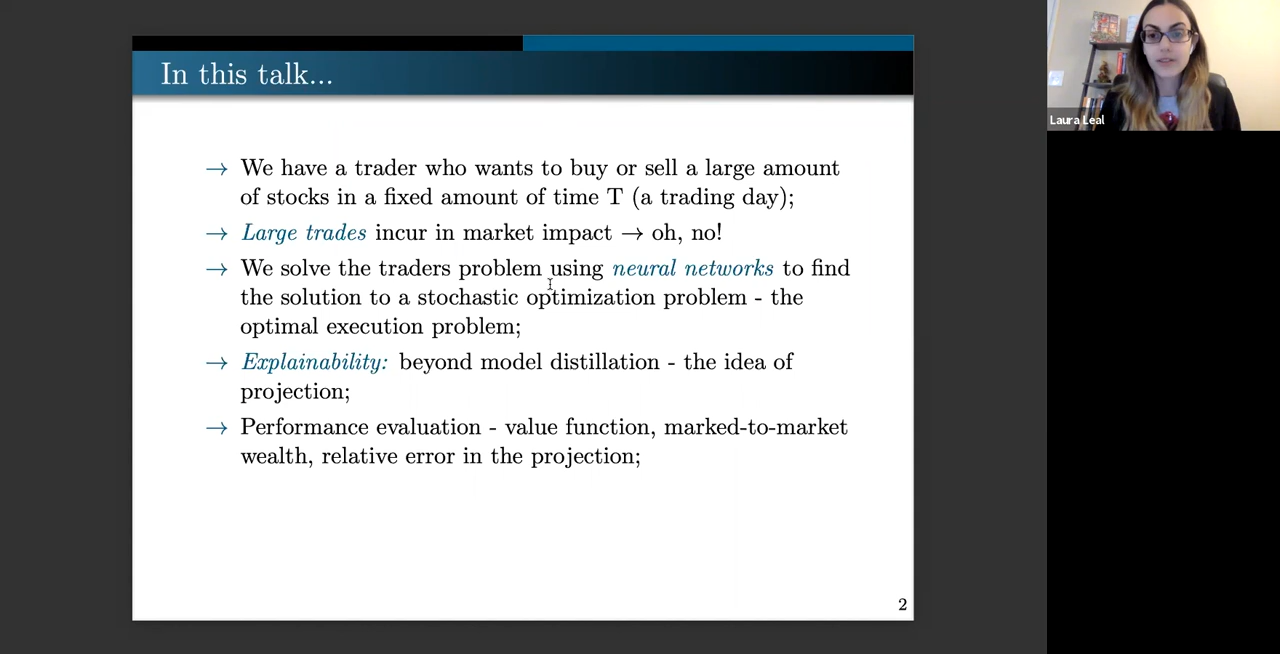 In this talk...
→ We have a trader who wants to buy or sell a large amount
of stocks in a fixed amount of time T (a trading day);
→ Large trades incur in market impact → oh, no!
→ We solve the traders problem using neural networks to find
the solution to a stochastic optimization problem - the
optimal execution problem;
→ Explainability: beyond model distillation - the idea of
projection;
→ Performance evaluation - value function, marked-to-market
wealth, relative error in the projection;
2
Laura Leal